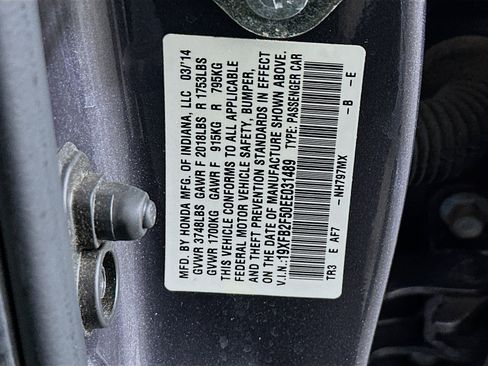 MFD. BY HONDA MFG. OF INDIANA, LLC 03/'14
GVWR 3748LBS GAWR F 2018LBS R 1753LBS
GVWR 1700KG GAWR F 915KG R 795KG
THIS VEHICLE CONFORMS TO ALL APPLICABLE
FEDERAL MOTOR VEHICLE SAFETY, BUMPER,
AND THEFT PREVENTION STANDARDS IN EFFECT
ON THE DATE OF MANUFACTURE SHOWN ABOVE.
V.I.N.: 19XFB2F50EE031489 TYPE: PASSENGER CAR
TR3 E AF7 -NH797MX -B -E